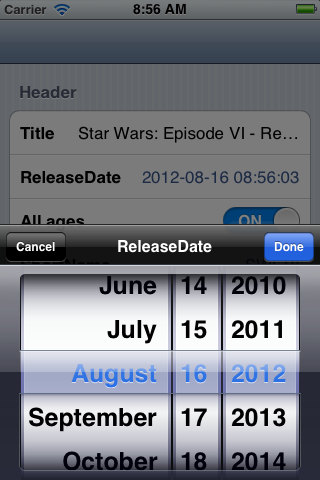 Carrier 8:56 AM
Header
Title Star Wars: Episode VI - Re...
ReleaseDate 2012-08-16 08:56:03
All ages ON
Cancel ReleaseDate Done
June 14 2010
July 15 2011
August 16 2012
September 17 2013
October 18 2014